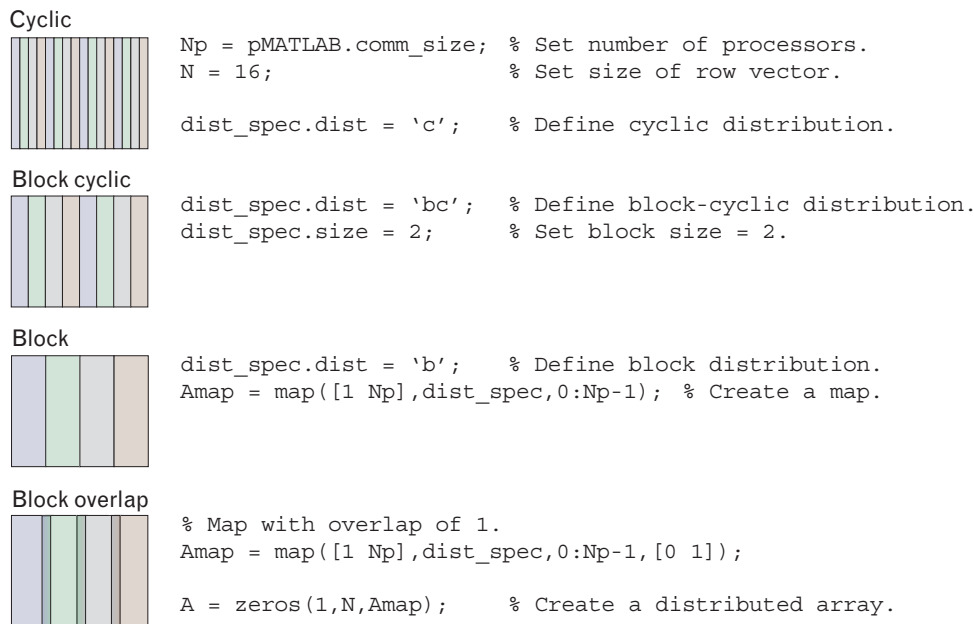 Cyclic
Np = pMATLAB.comm_size; % Set number of processors.
N = 16; % Set size of row vector.
dist_spec.dist = ‘c’; % Define cyclic distribution.
Block cyclic
dist_spec.dist = ‘bc’; % Define block-cyclic distribution.
dist_spec.size = 2; % Set block size = 2.
Block
dist_spec.dist = ‘b’; % Define block distribution.
Amap = map([1 Np],dist_spec,0:Np-1); % Create a map.
Block overlap
% Map with overlap of 1.
Amap = map([1 Np],dist_spec,0:Np-1,[0 1]);
A = zeros(1,N,Amap); % Create a distributed array.